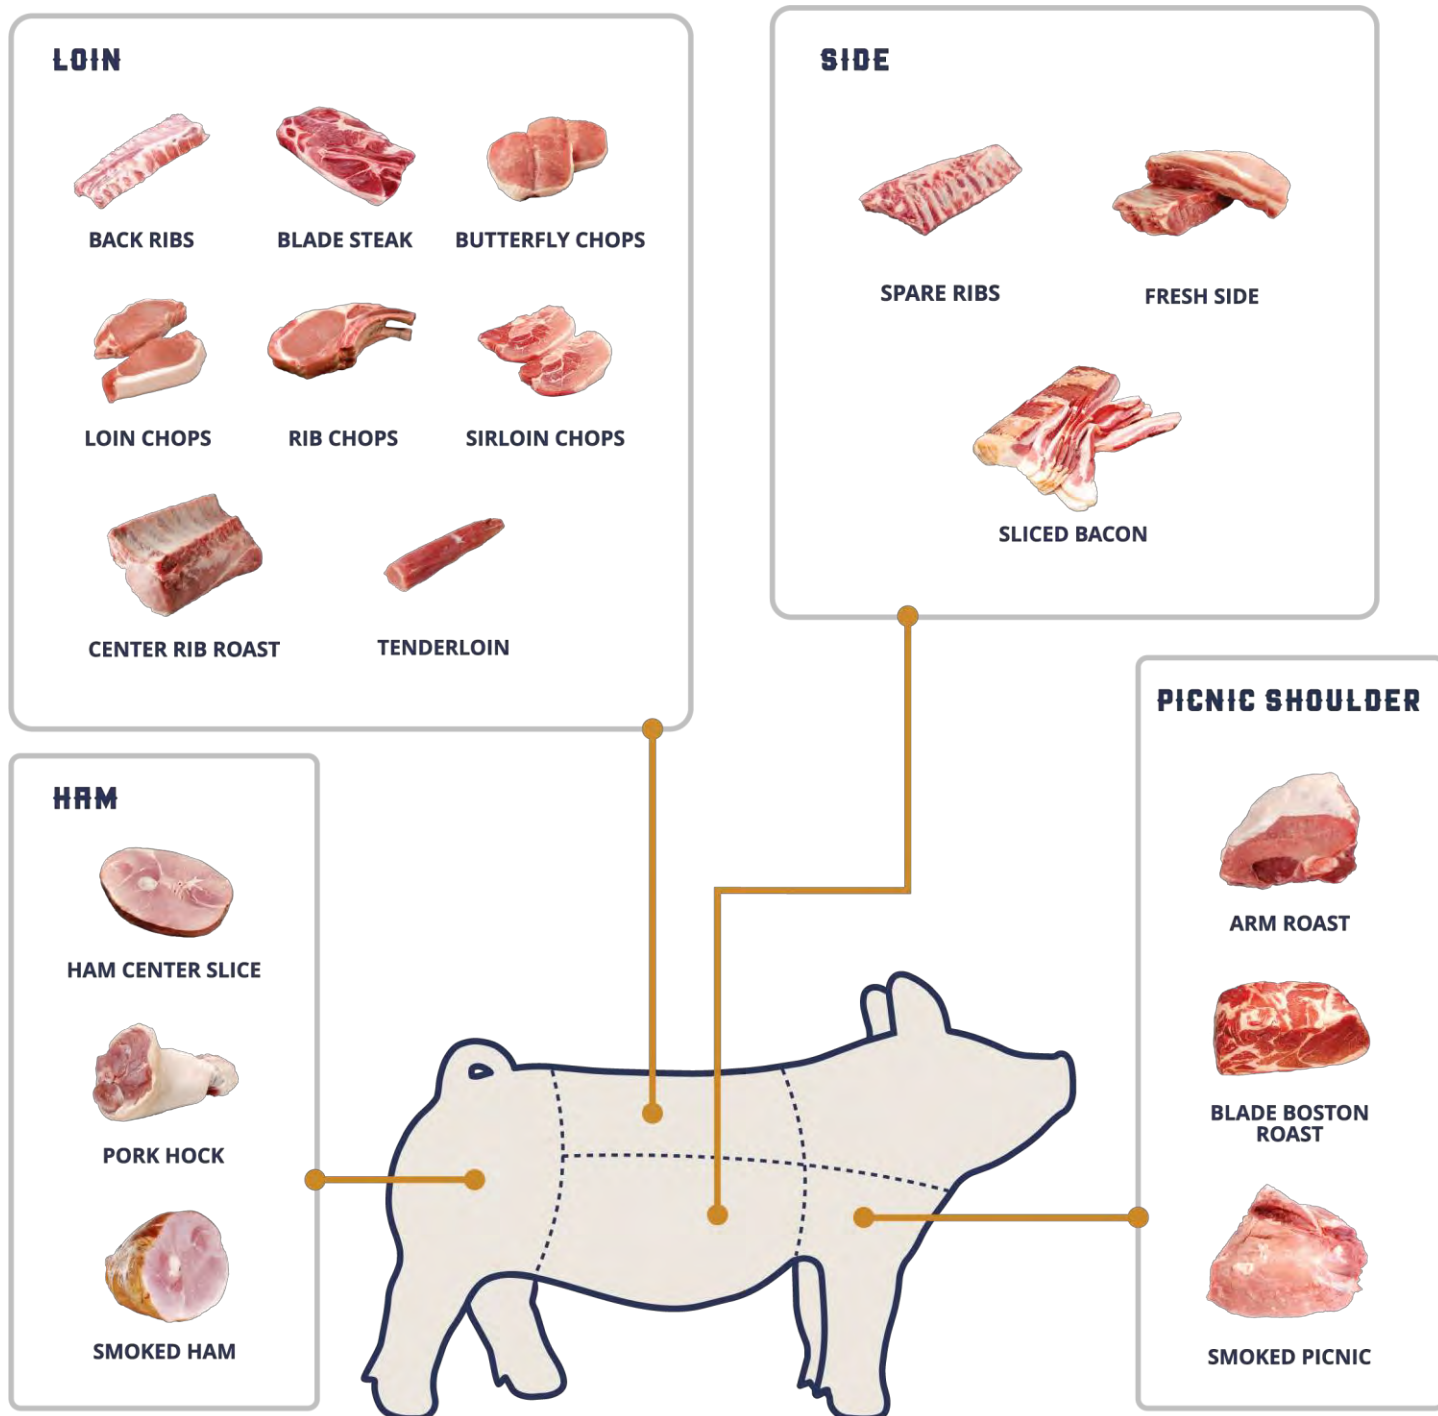 LOIN
BACK RIBS
BLADE STEAK
BUTTERFLY CHOPS
LOIN CHOPS
RIB CHOPS
SIRLOIN CHOPS
CENTER RIB ROAST
TENDERLOIN
SIDE
SPARE RIBS
FRESH SIDE
SLICED BACON
HAM
HAM CENTER SLICE
PORK HOCK
SMOKED HAM
PICNIC SHOULDER
ARM ROAST
BLADE BOSTON
ROAST
SMOKED PICNIC